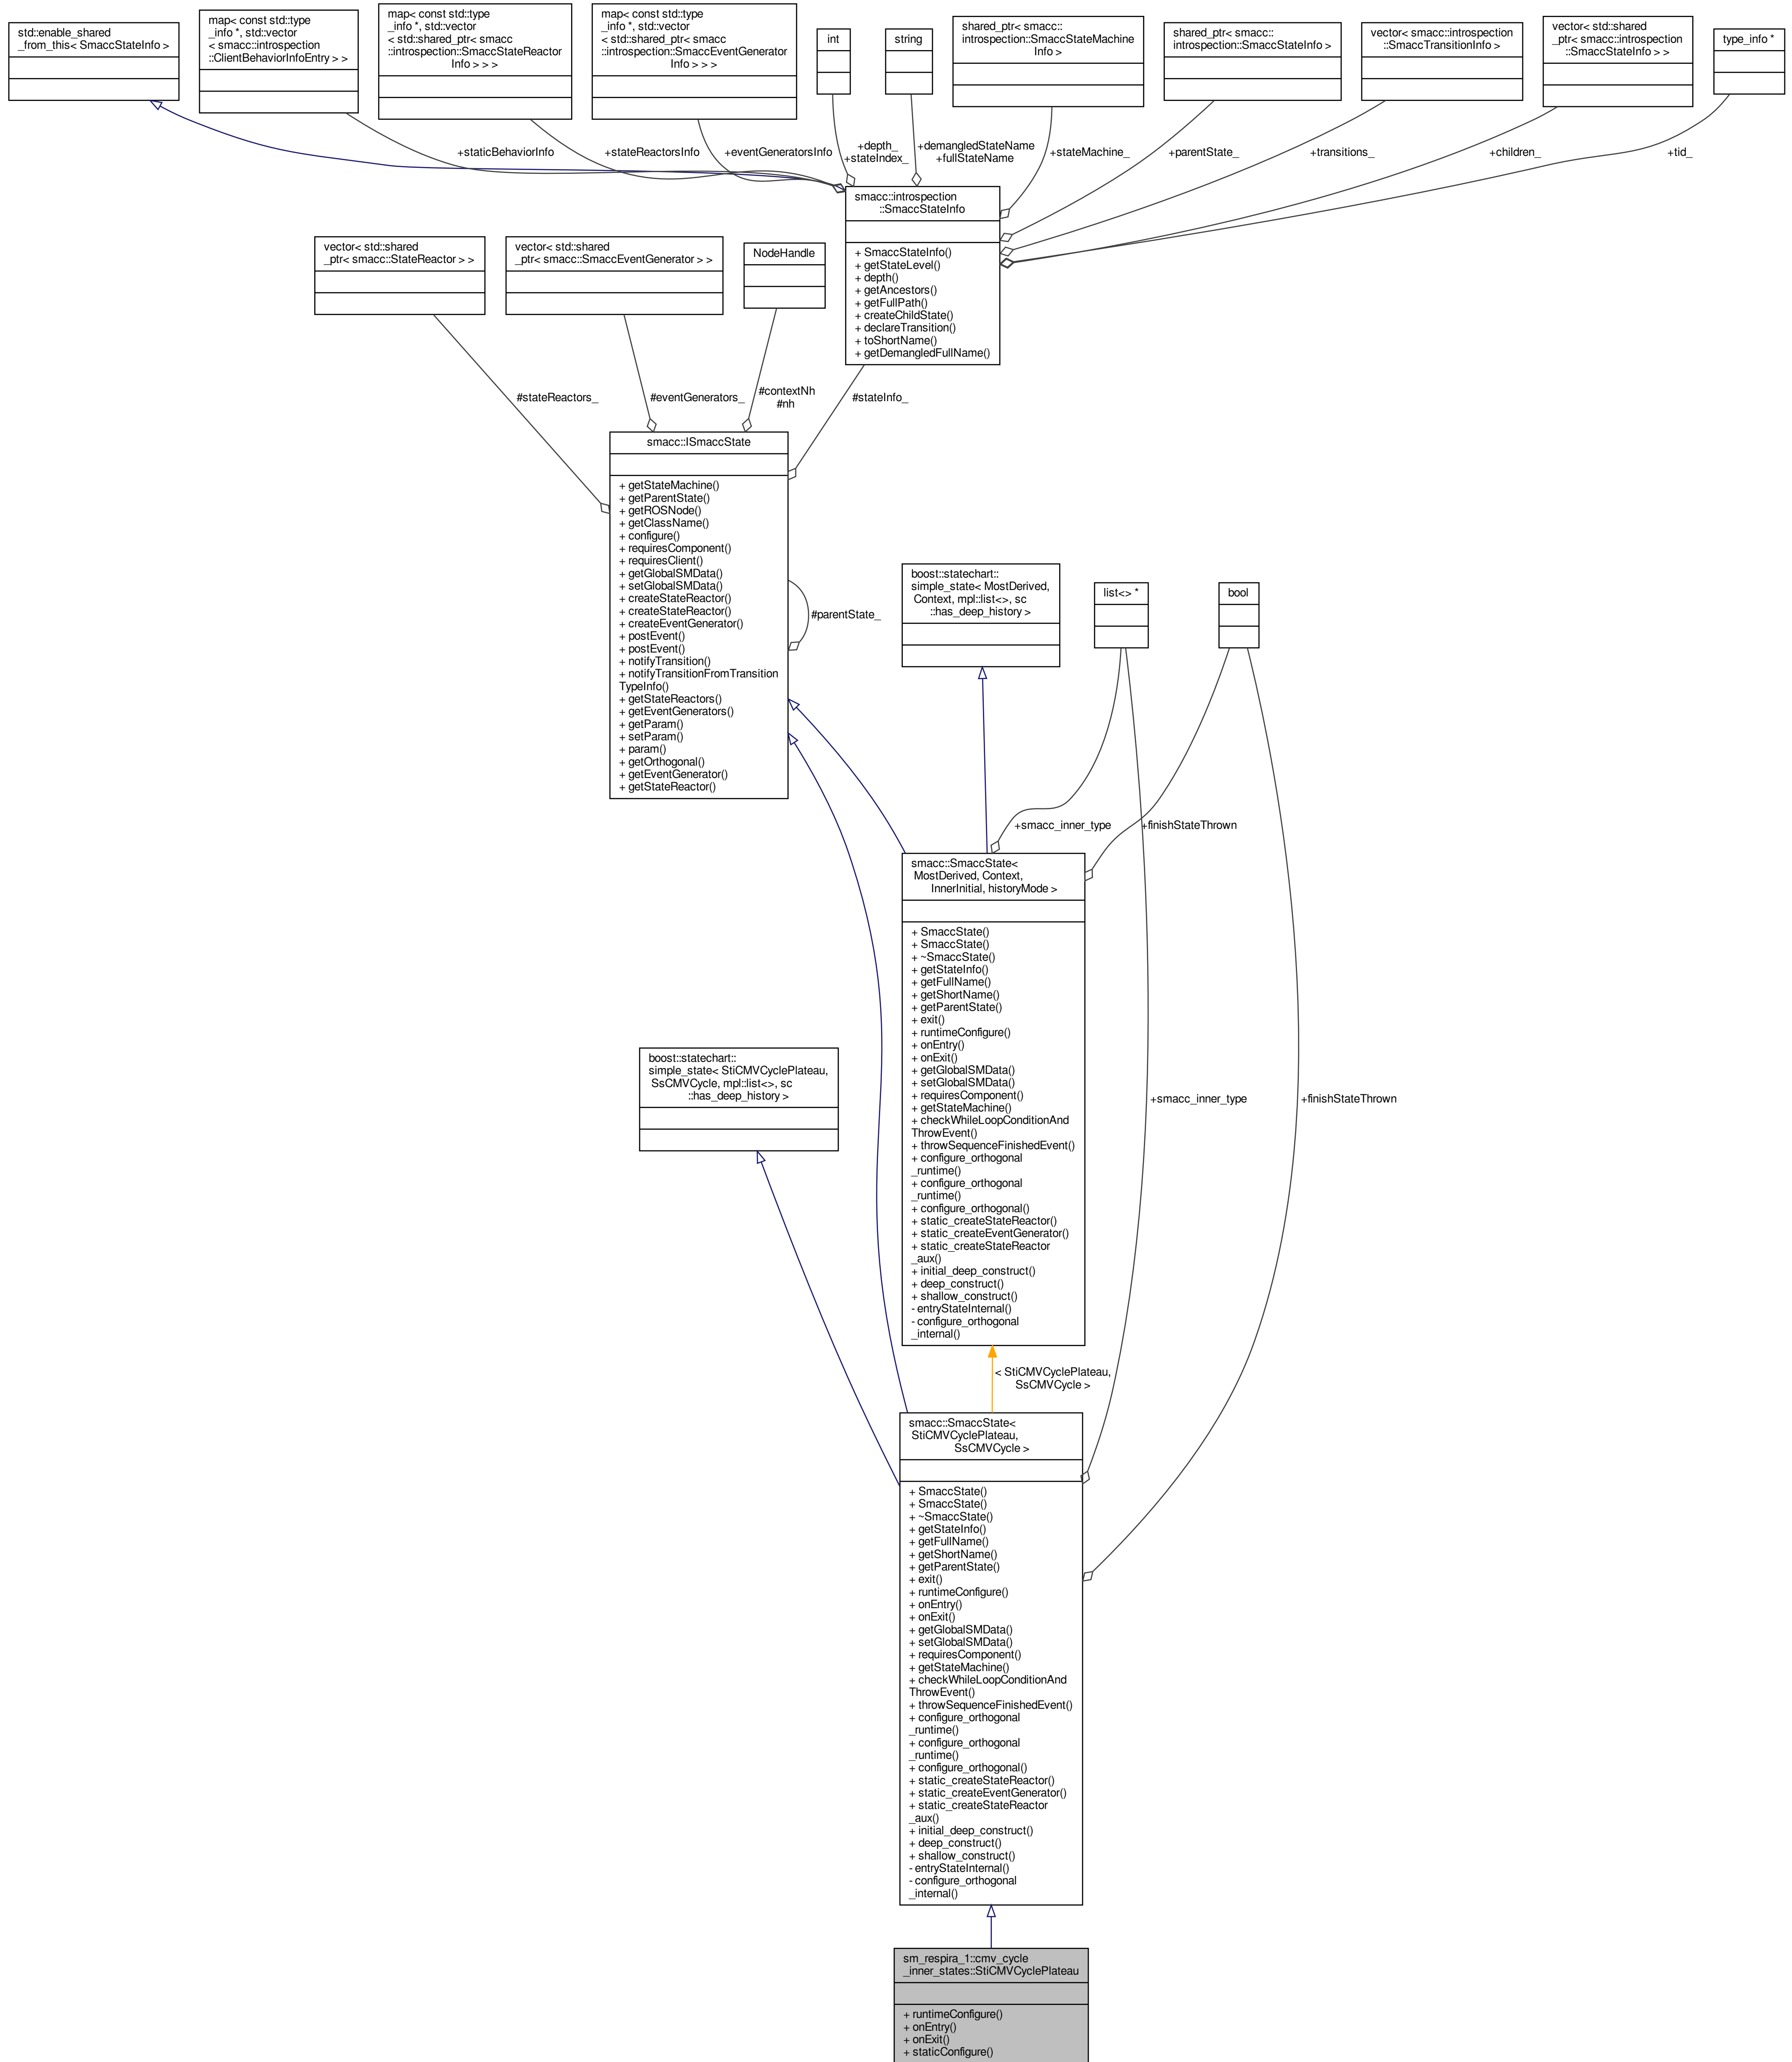 std::enable_shared
_from_this< SmaccStateInfo >
map< const std::type
_info *, std::vector
< smacc::introspection
::ClientBehaviorInfoEntry > >
map< const std::type
_info *, std::vector
< std::shared_ptr< smacc
::introspection::SmaccStateReactor
Info > > >
map< const std::type
_info *, std::vector
< std::shared_ptr< smacc
::introspection::SmaccEventGenerator
Info > > >
int
string
shared_ptr< smacc::
introspection::SmaccStateMachine
Info >
shared_ptr< smacc::
introspection::SmaccStateInfo >
vector< smacc::introspection
::SmaccTransitionInfo >
vector< std::shared
_ptr< smacc::introspection
::SmaccStateInfo > >
type_info *
+staticBehaviorInfo
+stateReactorsInfo
+eventGeneratorsInfo
+depth_
+stateIndex_
+demangledStateName
+fullStateName
+stateMachine_
+parentState_
+transitions_
+children_
+tid_
smacc::introspection
::SmaccStateInfo
+ SmaccStateInfo()
+ getStateLevel()
+ depth()
+ getAncestors()
+ getFullPath()
+ createChildState()
+ declareTransition()
+ toShortName()
+ getDemangledFullName()
vector< std::shared
_ptr< smacc::StateReactor > >
vector< std::shared
_ptr< smacc::SmaccEventGenerator > >
NodeHandle
#stateReactors_
#eventGenerators_
#contextNh
#nh
#stateInfo_
smacc::ISmaccState
+ getStateMachine()
+ getParentState()
+ getROSNode()
+ getClassName()
+ configure()
+ requiresComponent()
+ requiresClient()
+ getGlobalSMData()
+ setGlobalSMData()
+ createStateReactor()
+ createStateReactor()
+ createEventGenerator()
+ postEvent()
+ postEvent()
+ notifyTransition()
+ notifyTransitionFromTransition
TypeInfo()
+ getStateReactors()
+ getEventGenerators()
+ getParam()
+ setParam()
+ param()
+ getOrthogonal()
+ getEventGenerator()
+ getStateReactor()
#parentState_
boost::statechart::
simple_state< MostDerived,
Context, mpl::list<>, sc
::has_deep_history >
list<> *
bool
+smacc_inner_type
+finishStateThrown
smacc::SmaccState<
MostDerived, Context,
InnerInitial, historyMode >
+ SmaccState()
+ SmaccState()
+ ~SmaccState()
+ getStateInfo()
+ getFullName()
+ getShortName()
+ getParentState()
+ exit()
+ runtimeConfigure()
+ onEntry()
+ onExit()
+ getGlobalSMData()
+ setGlobalSMData()
+ requiresComponent()
+ getStateMachine()
+ checkWhileLoopConditionAnd
ThrowEvent()
+ throwSequenceFinishedEvent()
+ configure_orthogonal
_runtime()
+ configure_orthogonal
_runtime()
+ configure_orthogonal()
+ static_createStateReactor()
+ static_createEventGenerator()
+ static_createStateReactor
_aux()
+ initial_deep_construct()
+ deep_construct()
+ shallow_construct()
- entryStateInternal()
- configure_orthogonal
_internal()
boost::statechart::
simple_state< StiCMVCyclePlateau,
SsCMVCycle, mpl::list<>, sc
::has_deep_history >
+smacc_inner_type
+finishStateThrown
< StiCMVCyclePlateau,
SsCMVCycle >
smacc::SmaccState<
StiCMVCyclePlateau,
SsCMVCycle >
+ SmaccState()
+ SmaccState()
+ ~SmaccState()
+ getStateInfo()
+ getFullName()
+ getShortName()
+ getParentState()
+ exit()
+ runtimeConfigure()
+ onEntry()
+ onExit()
+ getGlobalSMData()
+ setGlobalSMData()
+ requiresComponent()
+ getStateMachine()
+ checkWhileLoopConditionAnd
ThrowEvent()
+ throwSequenceFinishedEvent()
+ configure_orthogonal
_runtime()
+ configure_orthogonal
_runtime()
+ configure_orthogonal()
+ static_createStateReactor()
+ static_createEventGenerator()
+ static_createStateReactor
_aux()
+ initial_deep_construct()
+ deep_construct()
+ shallow_construct()
- entryStateInternal()
- configure_orthogonal
_internal()
sm_respira_1::cmv_cycle
_inner_states::StiCMVCyclePlateau
+ runtimeConfigure()
+ onEntry()
+ onExit()
+ staticConfigure()